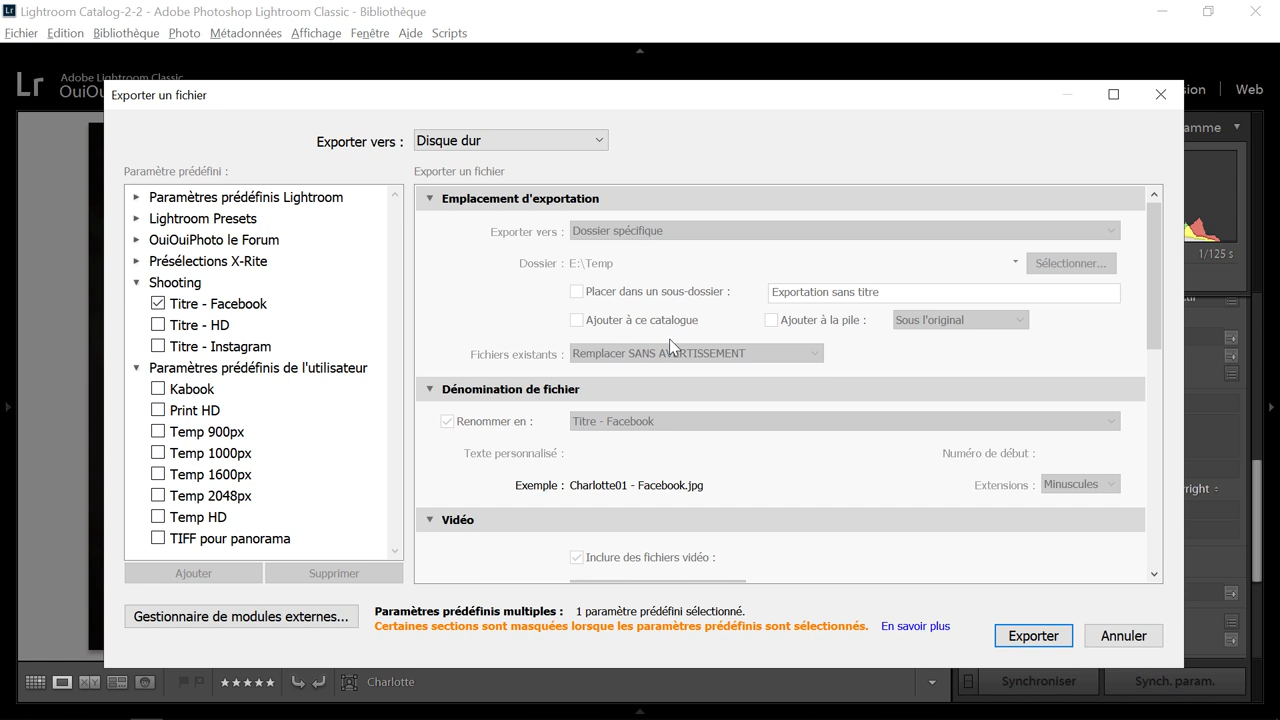 Lightroom Catalog-2-2 - Adobe Photoshop Lightroom Classic - Bibliothèque
Fichier Edition Bibliothèque Photo Métadonnées Affichage Fenêtre Aide Scripts
Lr
Adobe Lightroom Classic
OuiOu
sion | Web
Exporter un fichier
Exporter vers : Disque dur
Paramètre prédéfini :
Exporter un fichier
Paramètres prédéfinis Lightroom
Lightroom Presets
OuiOuiPhoto le Forum
Présélections X-Rite
Shooting
Titre - Facebook
Titre - HD
Titre - Instagram
Paramètres prédéfinis de l'utilisateur
Kabook
Print HD
Temp 900px
Temp 1000px
Temp 1600px
Temp 2048px
Temp HD
TIFF pour panorama
Ajouter Supprimer
Emplacement d'exportation
Exporter vers : Dossier spécifique
Dossier : E:\Temp Sélectionner...
Placer dans un sous-dossier : Exportation sans titre
Ajouter à ce catalogue Ajouter à la pile : Sous l'original
Fichiers existants : Remplacer SANS AVERTISSEMENT
Dénomination de fichier
Renommer en : Titre - Facebook
Texte personnalisé : Numéro de début :
Exemple : Charlotte01 - Facebook.jpg Extensions : Minuscules
Vidéo
Inclure des fichiers vidéo :
Gestionnaire de modules externes...
Paramètres prédéfinis multiples : 1 paramètre prédéfini sélectionné.
Certaines sections sont masquées lorsque les paramètres prédéfinis sont sélectionnés. En savoir plus
Exporter Annuler
amme
1/125 s
right
XY
Charlotte
Synchroniser Synch. param.